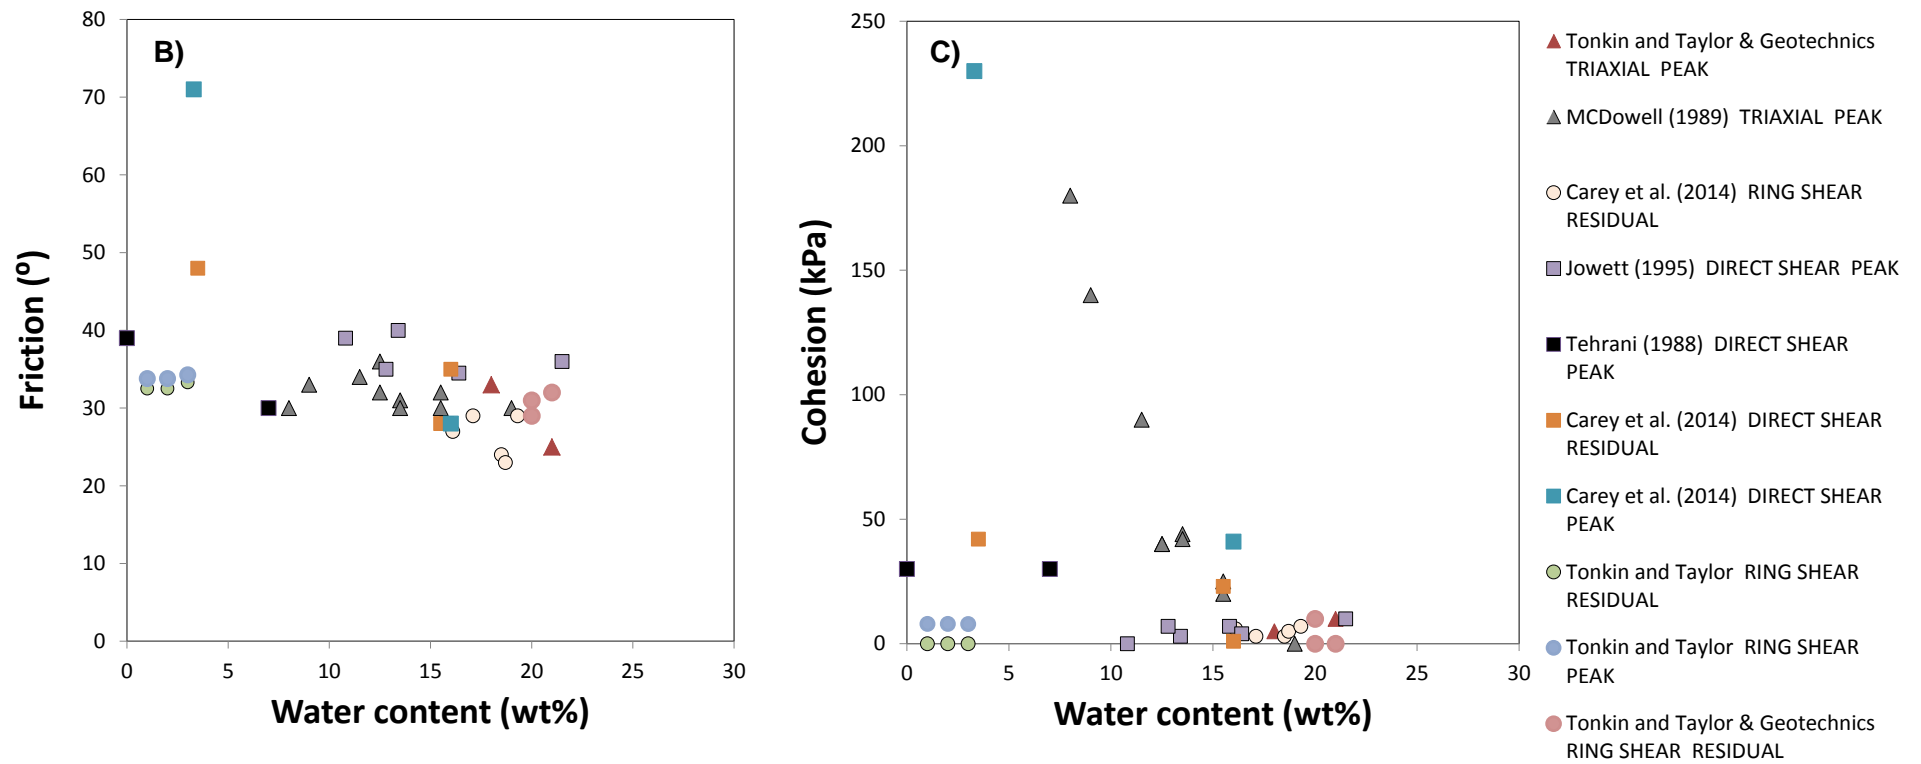 B)
80
70
60
50
40
30
20
10
0
Friction (º)
0 5 10 15 20 25 30
Water content (wt%)
C)
250
200
150
100
50
0
Cohesion (kPa)
0 5 10 15 20 25 30
Water content (wt%)
Tonkin and Taylor & Geotechnics
TRIAXIAL PEAK
MCDowell (1989) TRIAXIAL PEAK
Carey et al. (2014) RING SHEAR
RESIDUAL
Jowett (1995) DIRECT SHEAR PEAK
Tehrani (1988) DIRECT SHEAR
PEAK
Carey et al. (2014) DIRECT SHEAR
RESIDUAL
Carey et al. (2014) DIRECT SHEAR
PEAK
Tonkin and Taylor RING SHEAR
RESIDUAL
Tonkin and Taylor RING SHEAR
PEAK
Tonkin and Taylor & Geotechnics
RING SHEAR RESIDUAL